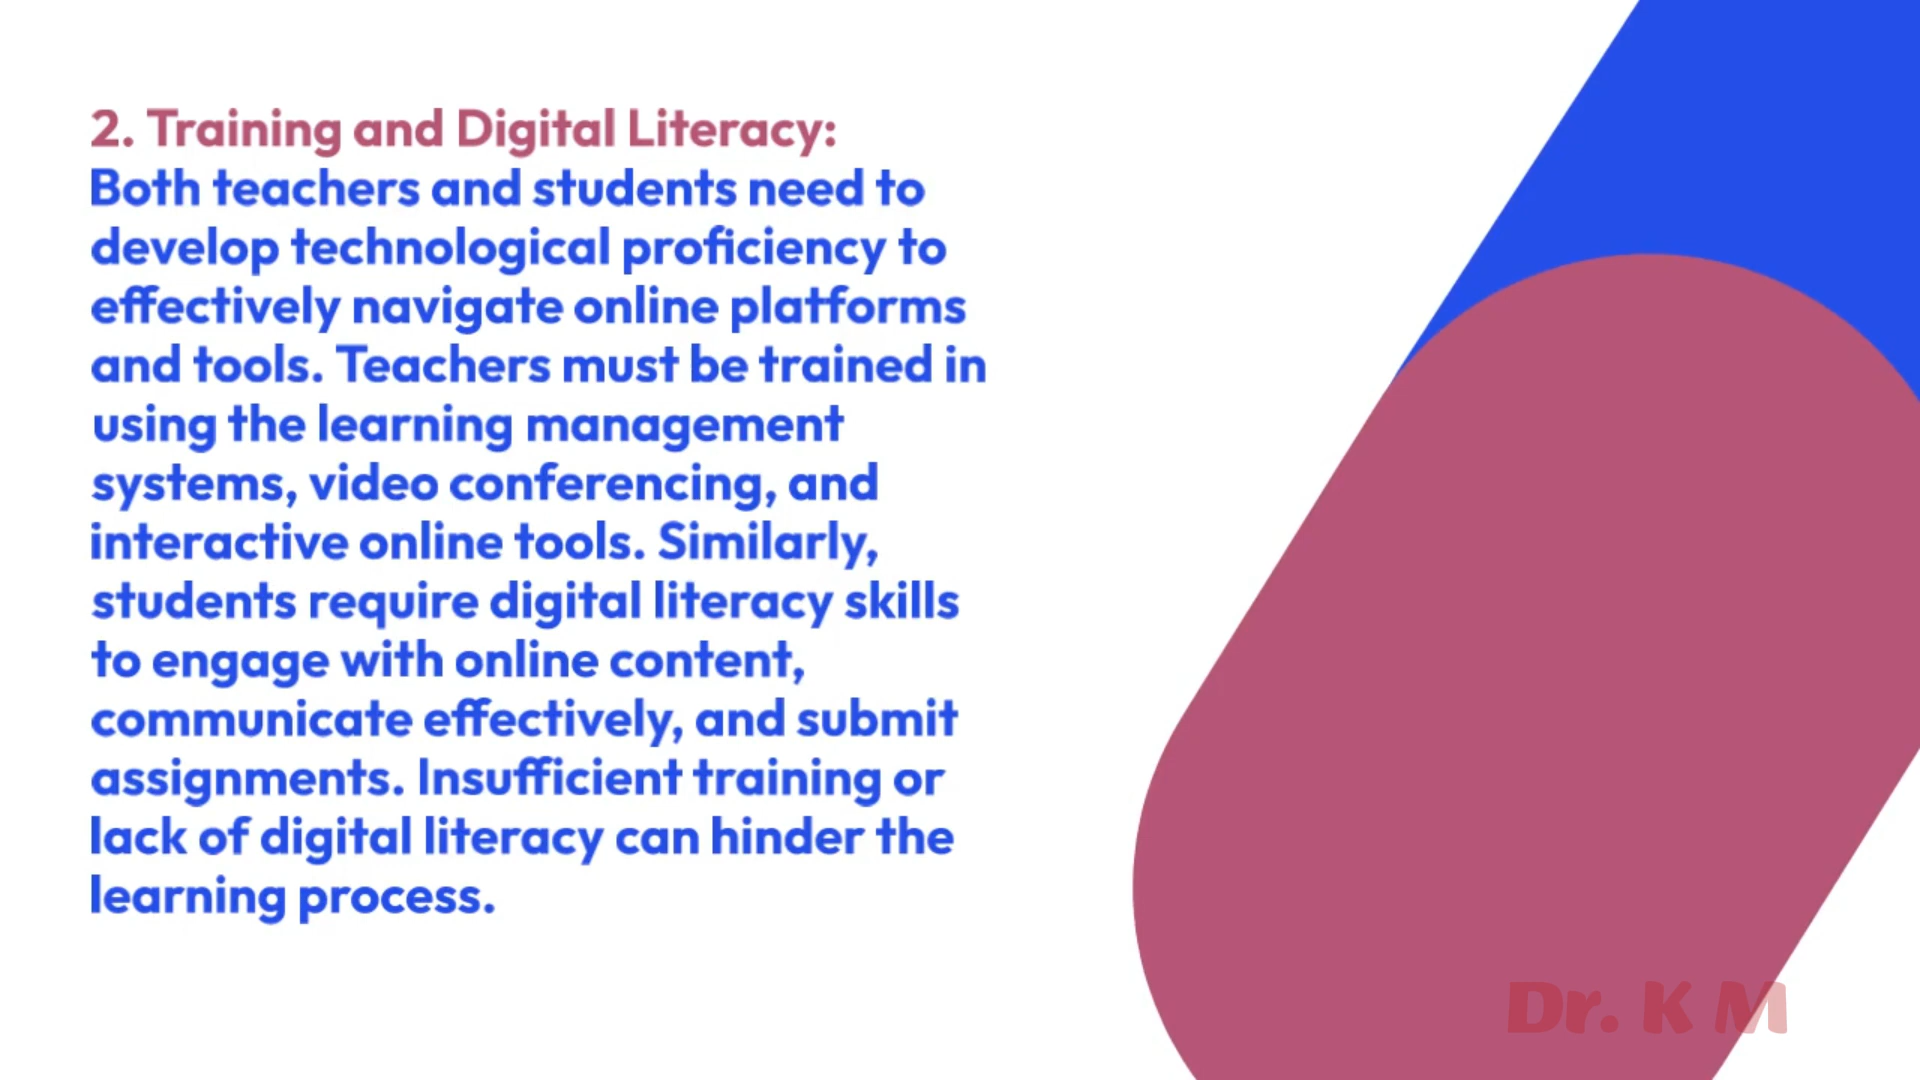 2. Training and Digital Literacy:
Both teachers and students need to
develop technological proficiency to
effectively navigate online platforms
and tools. Teachers must be trained in
using the learning management
systems, video conferencing, and
interactive online tools. Similarly,
students require digital literacy skills
to engage with online content,
communicate effectively, and submit
assignments. Insufficient training or
lack of digital literacy can hinder the
learning process.
Dr. K M